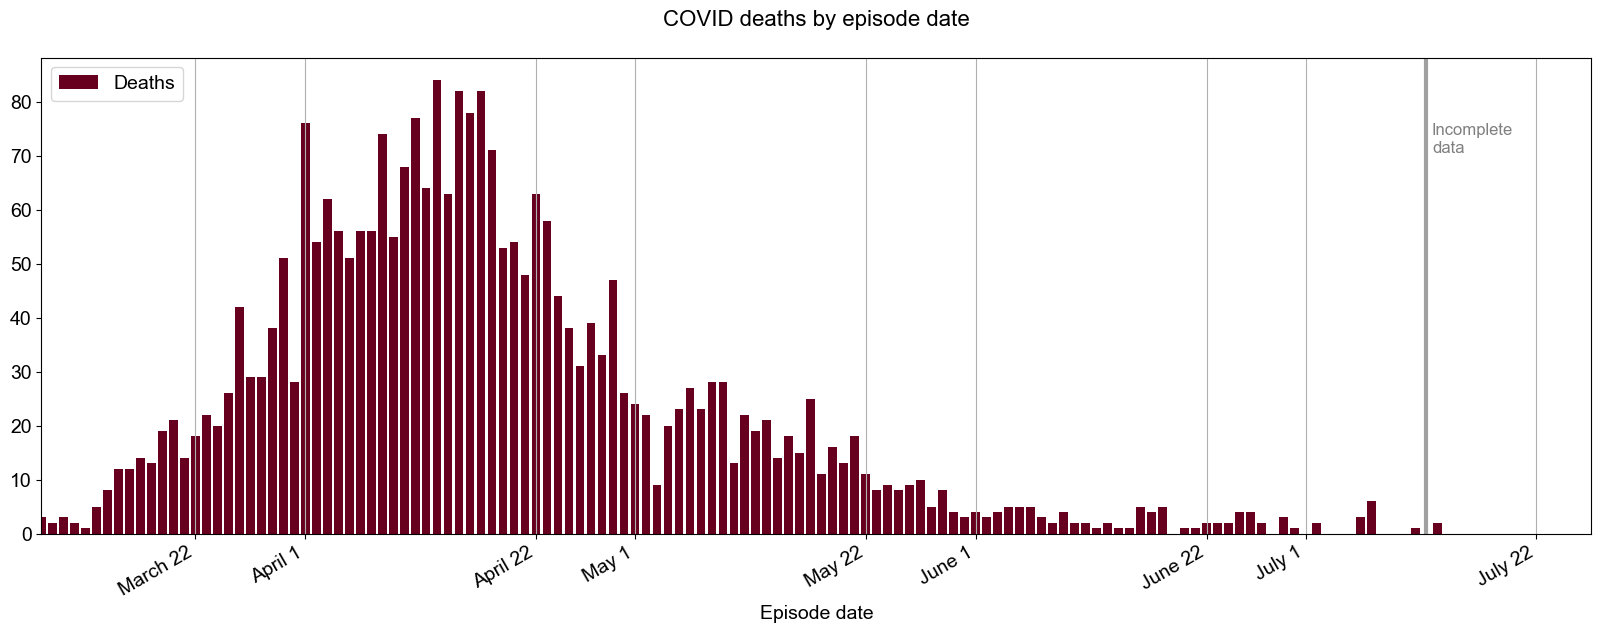 COVID deaths by episode date
Deaths
80
70
60
50
40
30
20
10
0
Incomplete
data
March 22
April 1
April 22
May 1
May 22
June 1
June 22
July 1
July 22
Episode date